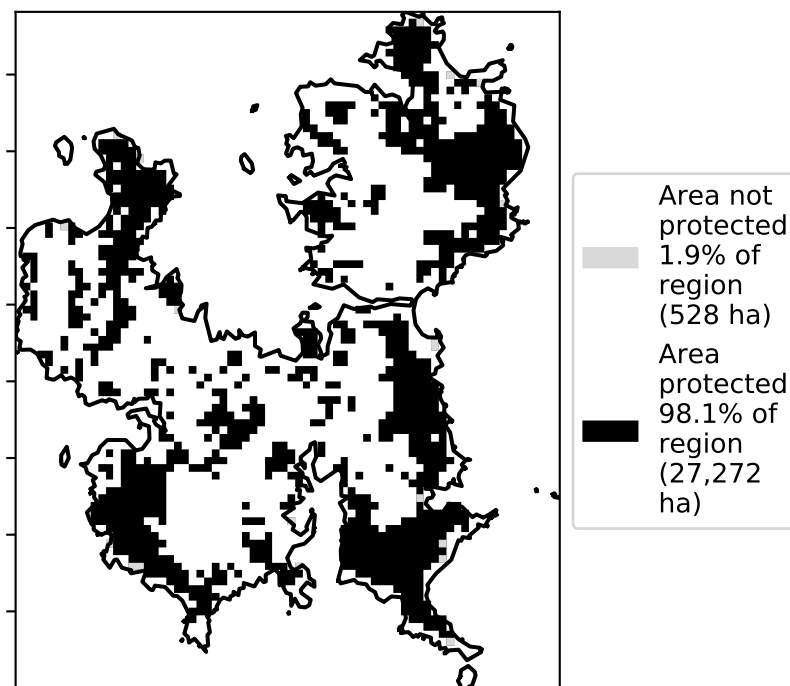 Area not
protected
1.9% of
region
(528 ha)
Area
protected
98.1% of
region
(27,272
ha)